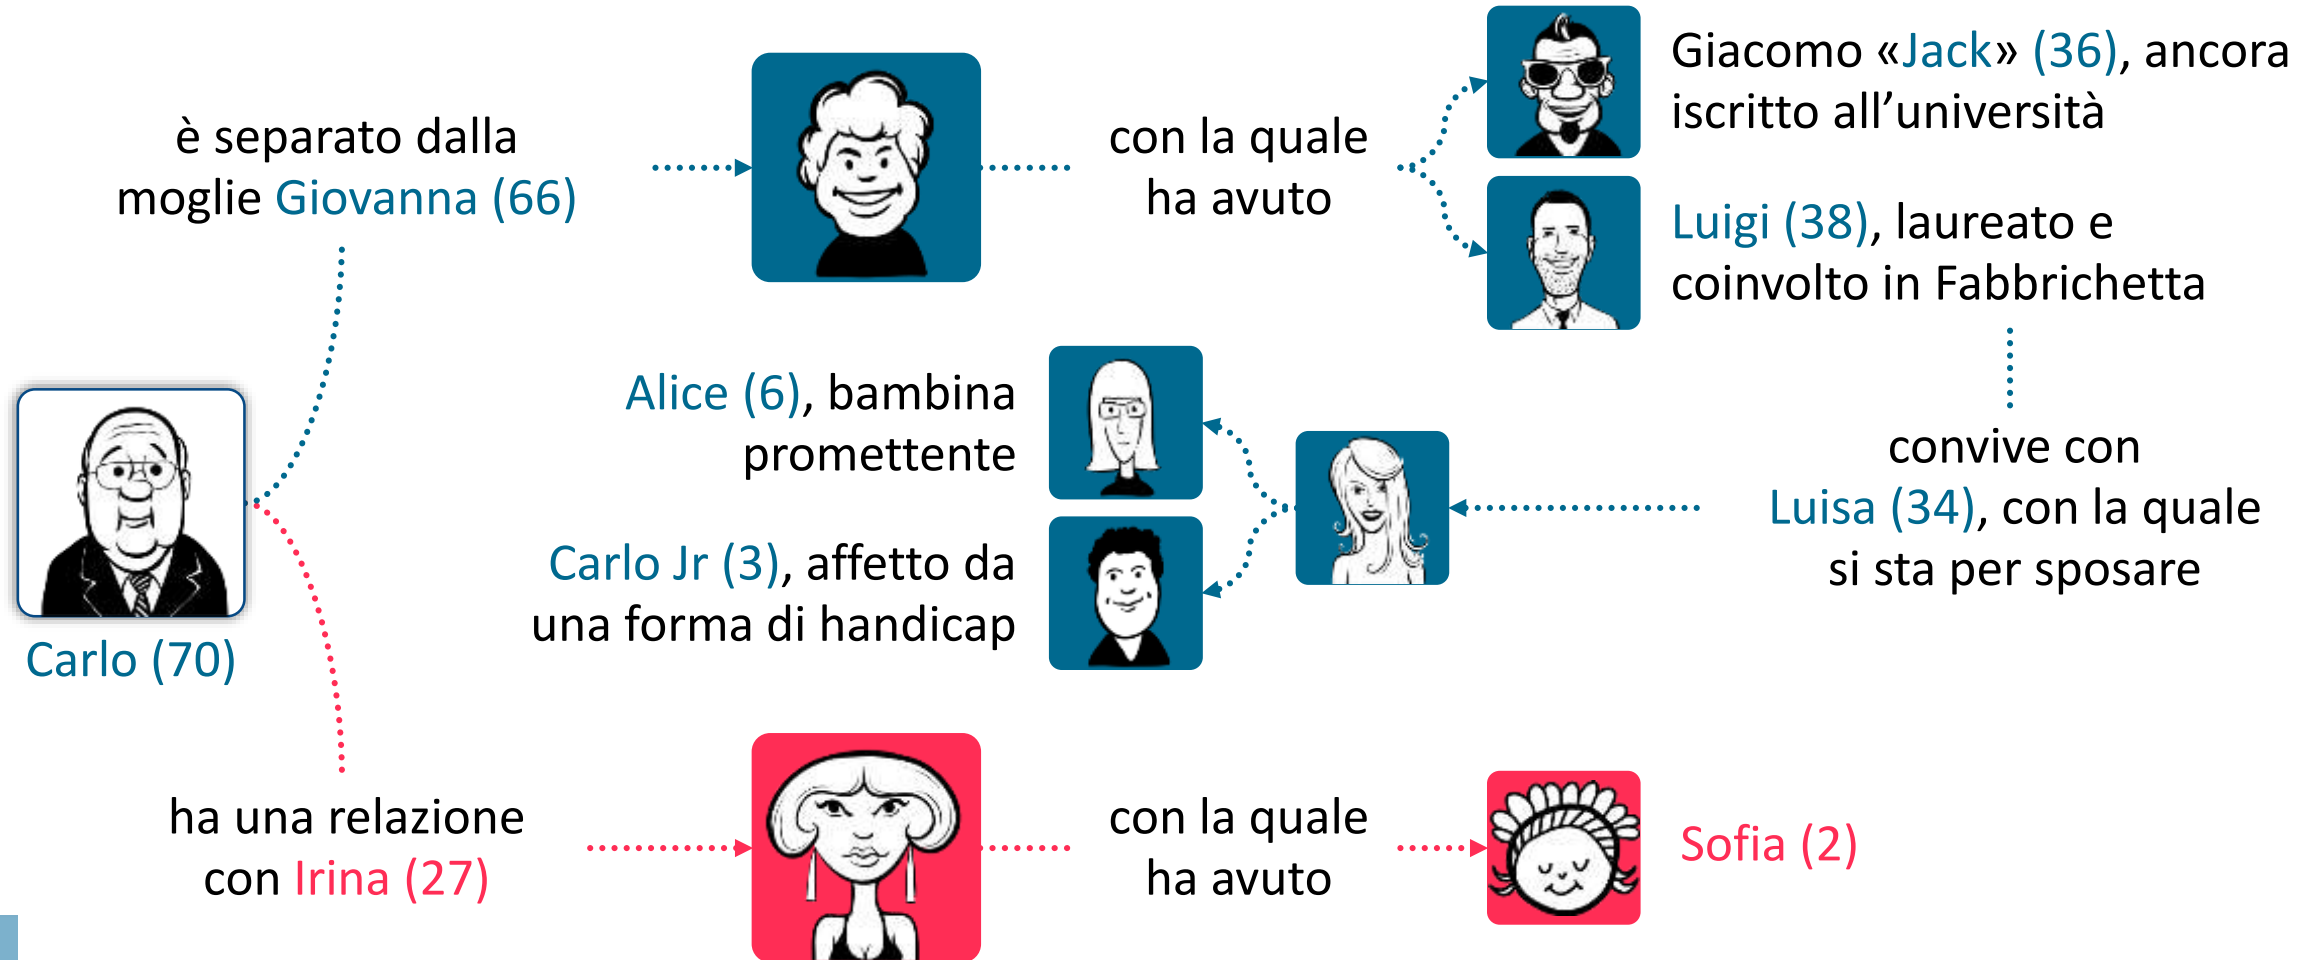 è separato dalla
moglie Giovanna (66)
con la quale
ha avuto
Giacomo «Jack» (36), ancora
iscritto all’università
Luigi (38), laureato e
coinvolto in Fabbrichetta
convive con
Luisa (34), con la quale
si sta per sposare
Alice (6), bambina
promettente
Carlo Jr (3), affetto da
una forma di handicap
Carlo (70)
ha una relazione
con Irina (27)
con la quale
ha avuto
Sofia (2)